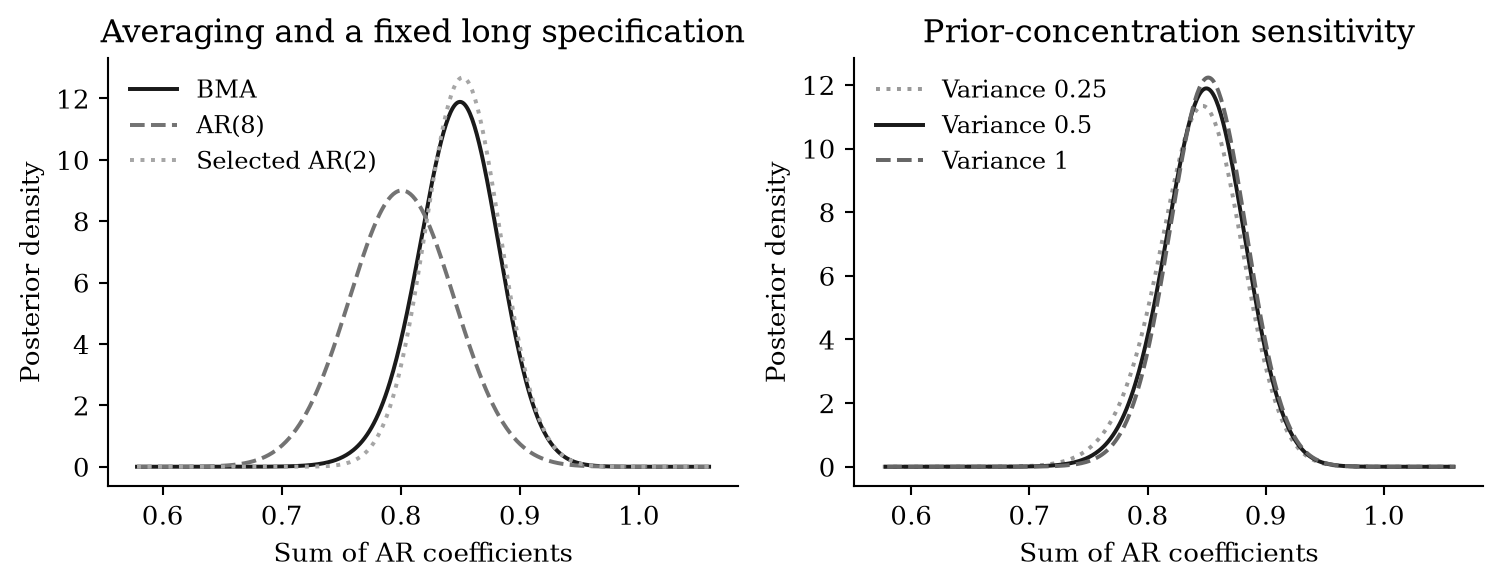 Averaging and a fixed long specification
BMA
AR(8)
Selected AR(2)
Posterior density
12
10
8
6
4
2
0
0.6 0.7 0.8 0.9 1.0
Sum of AR coefficients
Prior-concentration sensitivity
Variance 0.25
Variance 0.5
Variance 1
Posterior density
12
10
8
6
4
2
0
0.6 0.7 0.8 0.9 1.0
Sum of AR coefficients